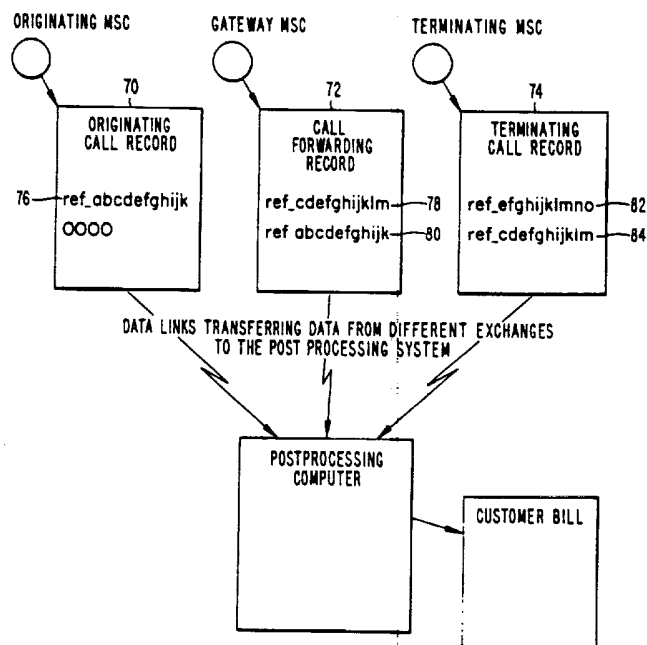 ORIGINATING MSC
GATEWAY MSC
TERMINATING MSC
70
72
74
ORIGINATING
CALL RECORD
76
ref_abcdefghijk
0000
CALL
FORWARDING
RECORD
ref_cdefghijklm
78
ref abcdefghijk
80
TERMINATING
CALL RECORD
ref_efghijklmno
82
ref_cdefghijklm
84
DATA LINKS TRANSFERRING DATA FROM DIFFERENT EXCHANGES
TO THE POST PROCESSING SYSTEM
POSTPROCESSING
COMPUTER
CUSTOMER BILL